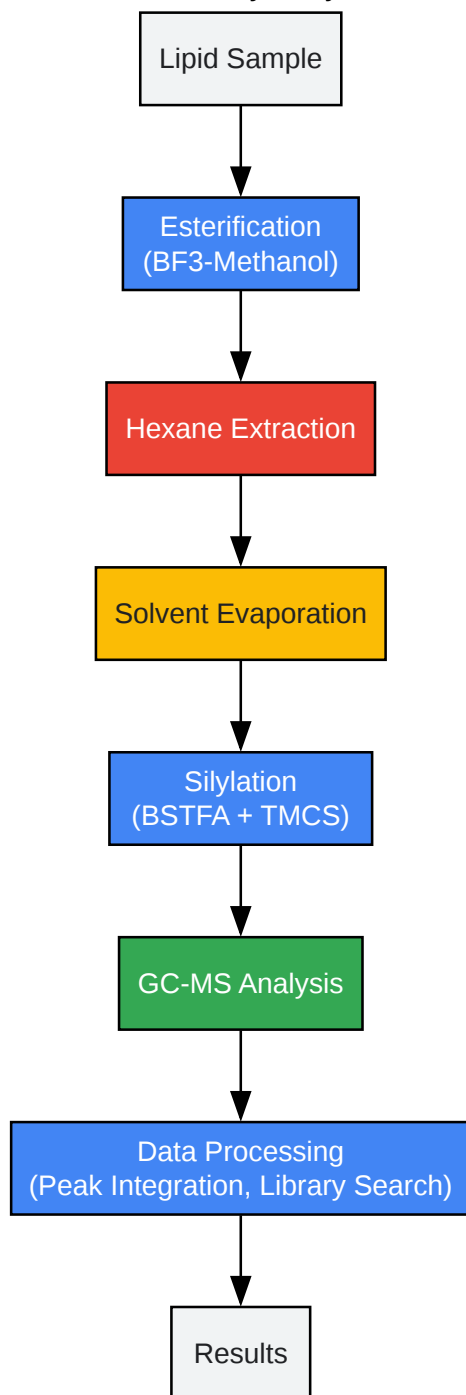 Lipid Sample
Esterification
(BF3-Methanol)
Hexane Extraction
Solvent Evaporation
Silylation
(BSTFA + TMCS)
GC-MS Analysis
Data Processing
(Peak Integration, Library Search)
Results